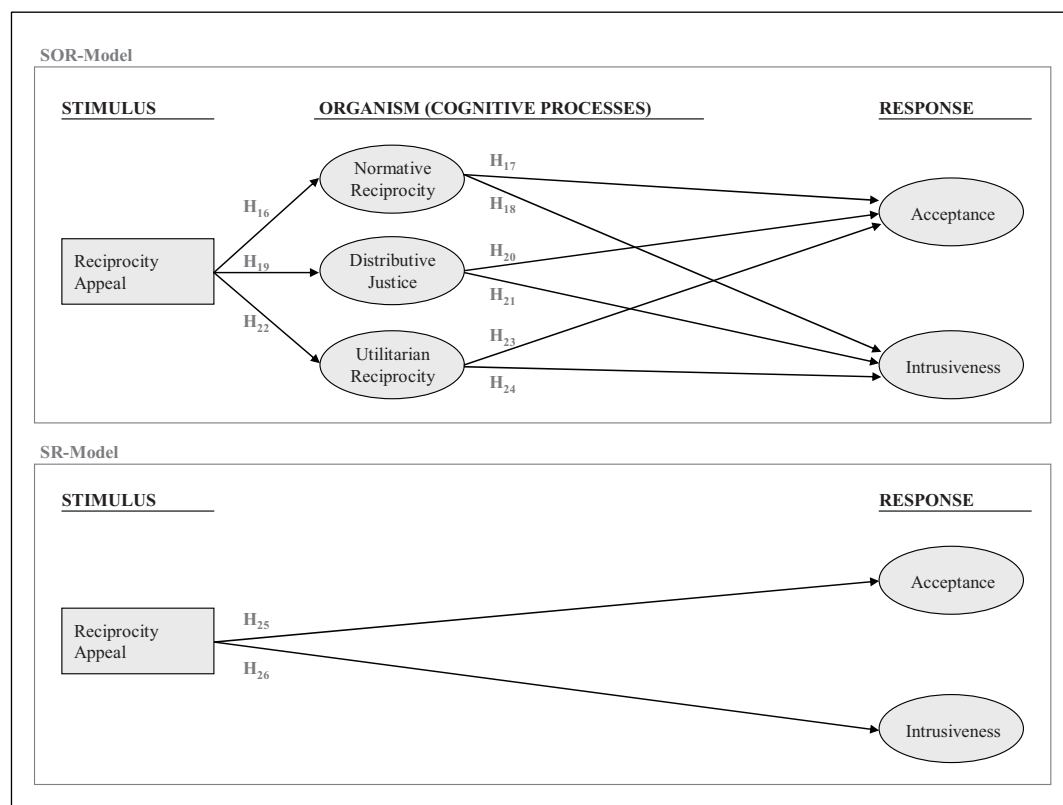 SOR-Model
STIMULUS
ORGANISM (COGNITIVE PROCESSES)
RESPONSE
Normative
Reciprocity
H17
H18
Acceptance
H16
Reciprocity
Appeal
H19
Distributive
Justice
H20
H21
H22
Utilitarian
Reciprocity
H23
H24
Intrusiveness
SR-Model
STIMULUS
RESPONSE
Acceptance
Reciprocity
Appeal
H25
H26
Intrusiveness